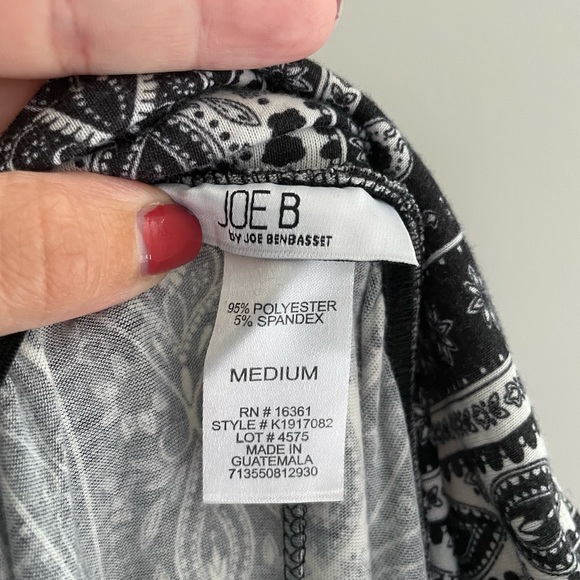 JOE B
by JOE BENBASSET
95% POLYESTER
5% SPANDEX
MEDIUM
RN # 16361
STYLE # K1917082
LOT # 4575
MADE IN
GUATEMALA
713550812930